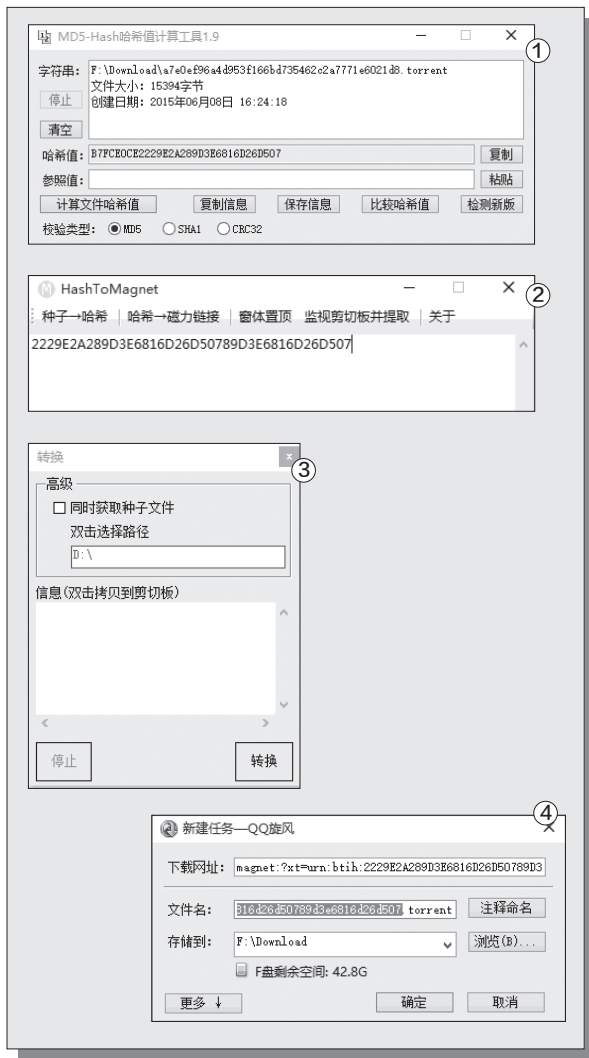 MD5-Hash哈希值计算工具1.9
①
字符串:
F:\Download\a7e0ef96a4d953f166bd735462c2a7771e6021d8.torrent
文件大小: 15394字节
停止
创建日期: 2015年06月08日 16:24:18
清空
哈希值: B7FCE0CE2229E2A289D3E6816D26D507 复制
参照值: 粘贴
计算文件哈希值 复制信息 保存信息 比较哈希值 检测新版
校验类型: MD5 SHA1 CRC32
HashToMagnet
②
种子→哈希 哈希→磁力链接 窗体置顶 监视剪切板并提取 关于
2229E2A289D3E6816D26D50789D3E6816D26D507
转换 x
③
高级
同时获取种子文件
双击选择路径
D:\
信息(双击拷贝到剪切板)
停止 转换
④
新建任务—QQ旋风
下载网址: magnet:?xt=urn:btih:2229E2A289D3E6816D26D50789D3
文件名: 816d26d50789d3e6816d26d507.torrent 注释命名
存储到: F:\Download 浏览(B)...
F盘剩余空间: 42.8G
更多 ↓ 确定 取消